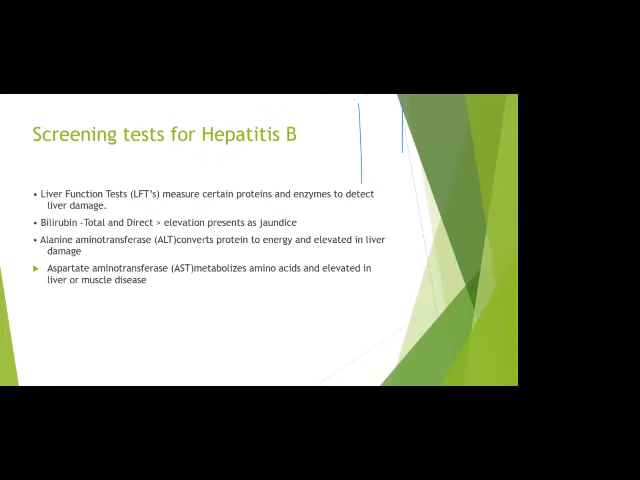 Screening tests for Hepatitis B
• Liver Function Tests (LFT's) measure certain proteins and enzymes to detect
liver damage.
• Bilirubin -Total and Direct > elevation presents as jaundice
• Alanine aminotransferase (ALT)converts protein to energy and elevated in liver
damage
Aspartate aminotransferase (AST)metabolizes amino acids and elevated in
liver or muscle disease